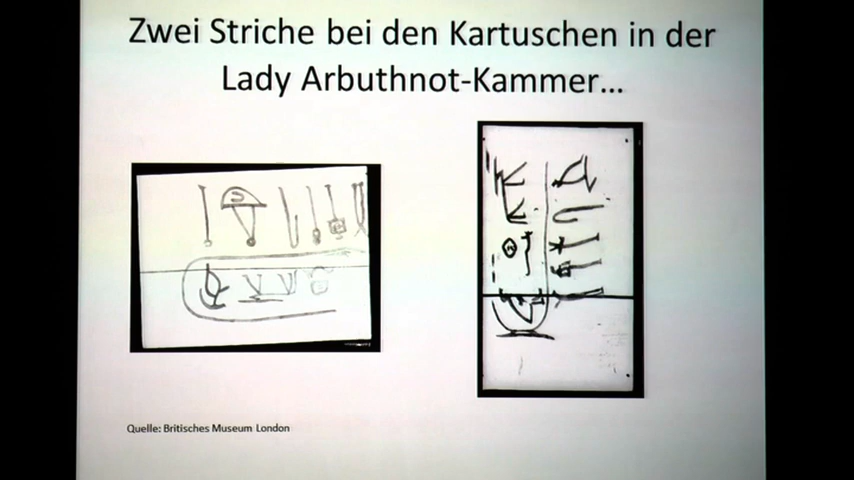 Zwei Striche bei den Kartuschen in der
Lady Arbuthnot-Kammer…
Quelle: Britisches Museum London